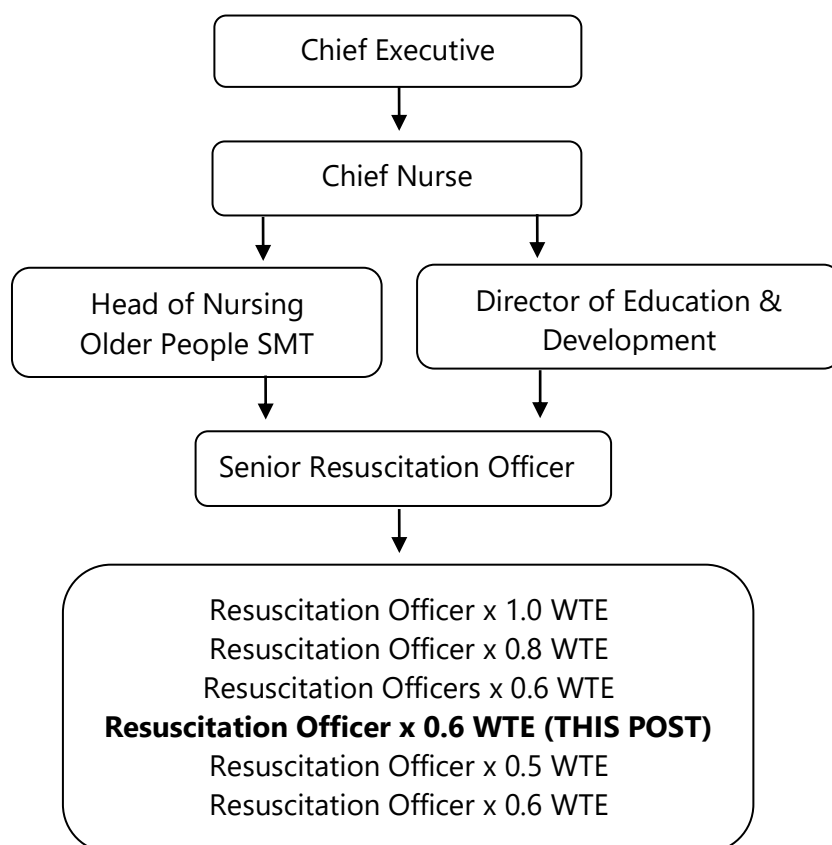 Chief Executive
Chief Nurse
Head of Nursing
Older People SMT
Director of Education &
Development
Senior Resuscitation Officer
Resuscitation Officer x 1.0 WTE
Resuscitation Officer x 0.8 WTE
Resuscitation Officers x 0.6 WTE
Resuscitation Officer x 0.6 WTE (THIS POST)
Resuscitation Officer x 0.5 WTE
Resuscitation Officer x 0.6 WTE